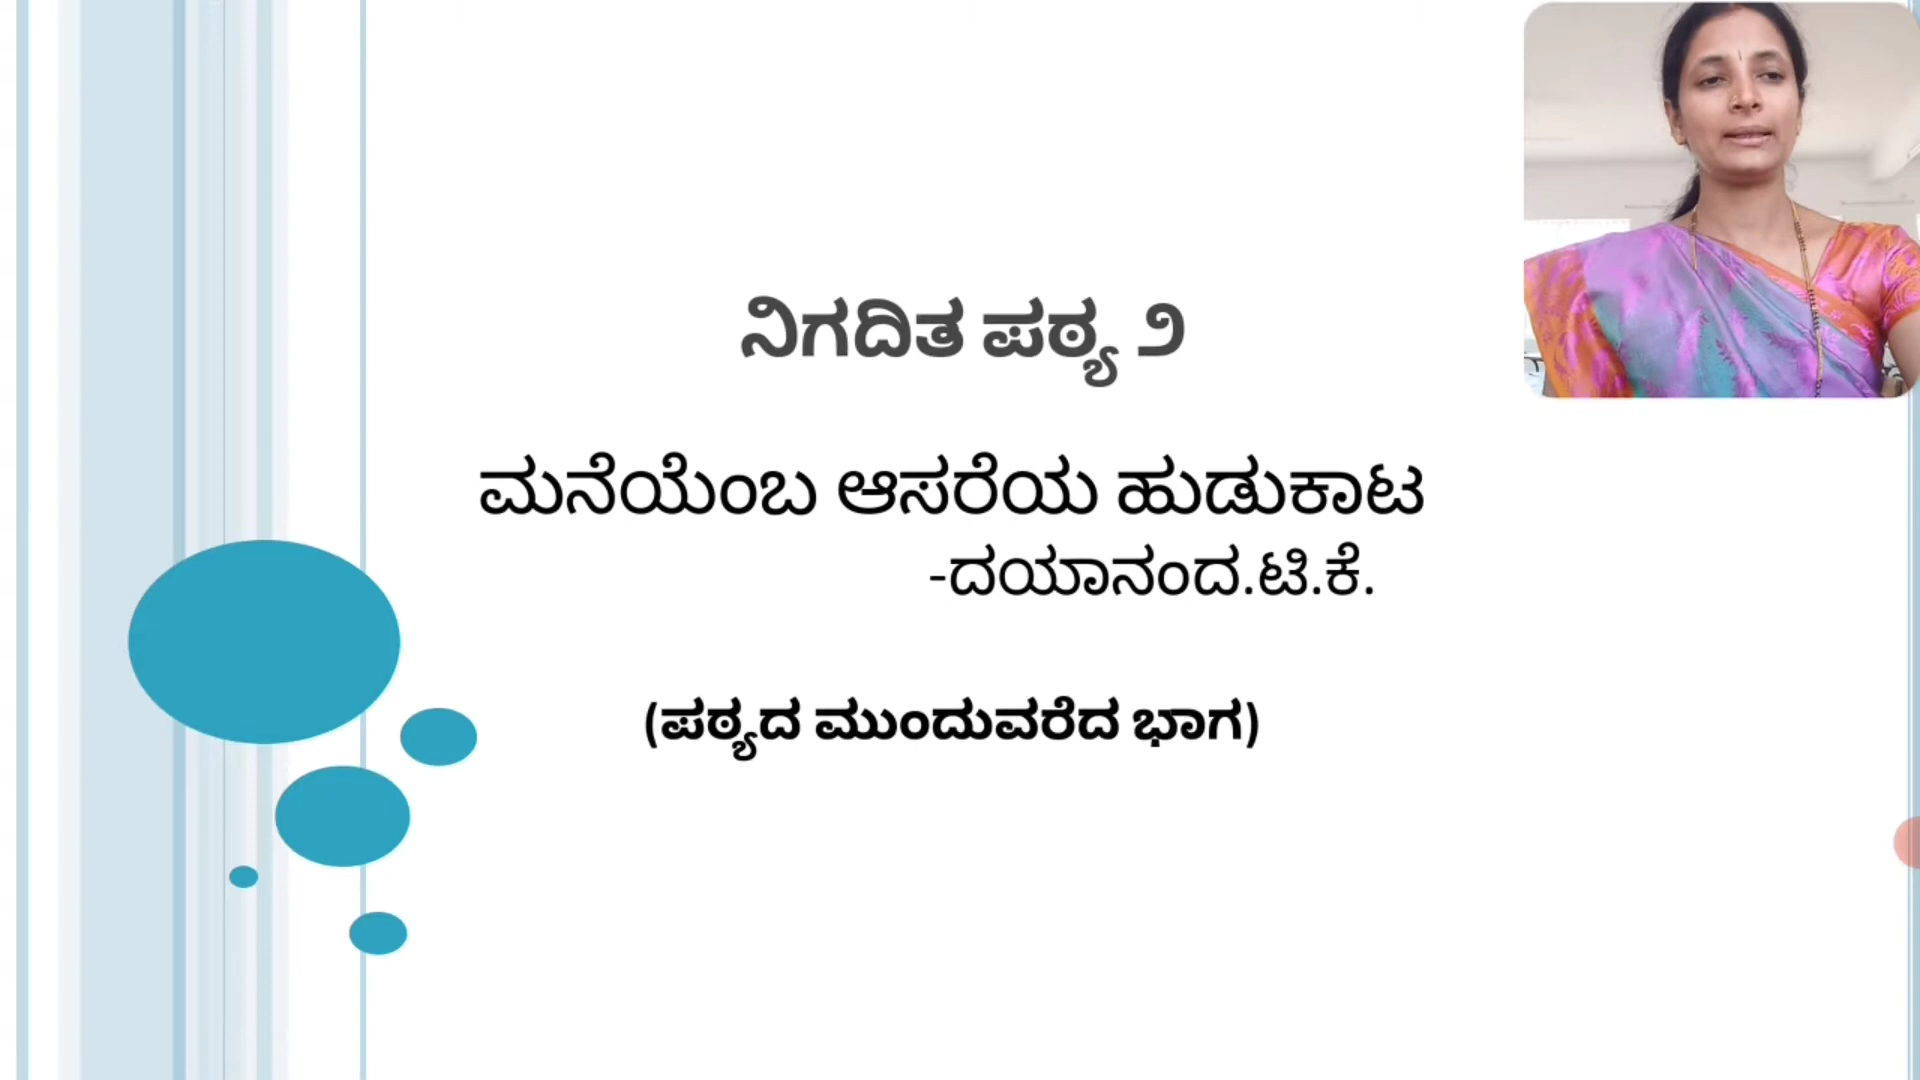 ನಿಗದಿತ ಪಠ್ಯ ೨
ಮನೆಯೆಂಬ ಆಸರೆಯ ಹುಡುಕಾಟ
-ದಯಾನಂದ.ಟಿ.ಕೆ.
(ಪಠ್ಯದ ಮುಂದುವರೆದ ಭಾಗ)